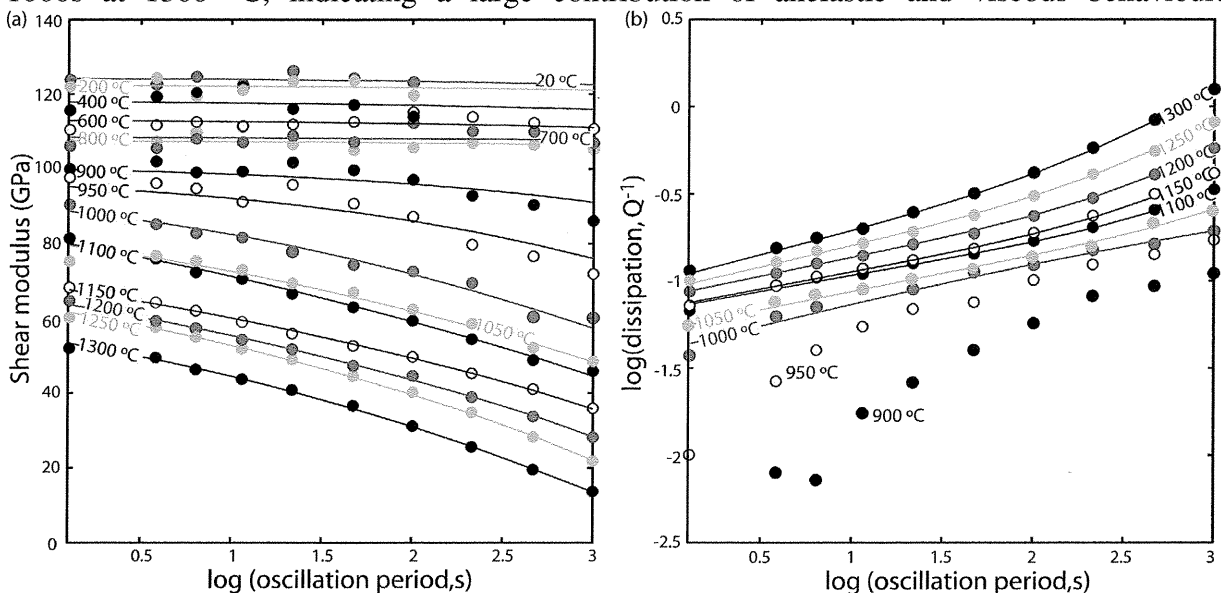 1000s at 1300 °C, indicating a large contribution of anelastic and viscous behaviour.
(a)
Shear modulus (GPa)
140
120
100
80
60
40
20
0
20 °C
200 °C
400 °C
600 °C
700 °C
800 °C
900 °C
950 °C
1000 °C
1100 °C
1050 °C
1150 °C
1200 °C
1250 °C
1300 °C
0.5
1
1.5
2
2.5
3
log (oscillation period,s)
(b)
log(dissipation, Q⁻¹)
0.5
0
-0.5
-1
-1.5
-2
-2.5
1300 °C
1250 °C
1200 °C
1150 °C
1100 °C
1050 °C
1000 °C
950 °C
900 °C
0.5
1
1.5
2
2.5
3
log (oscillation period,s)